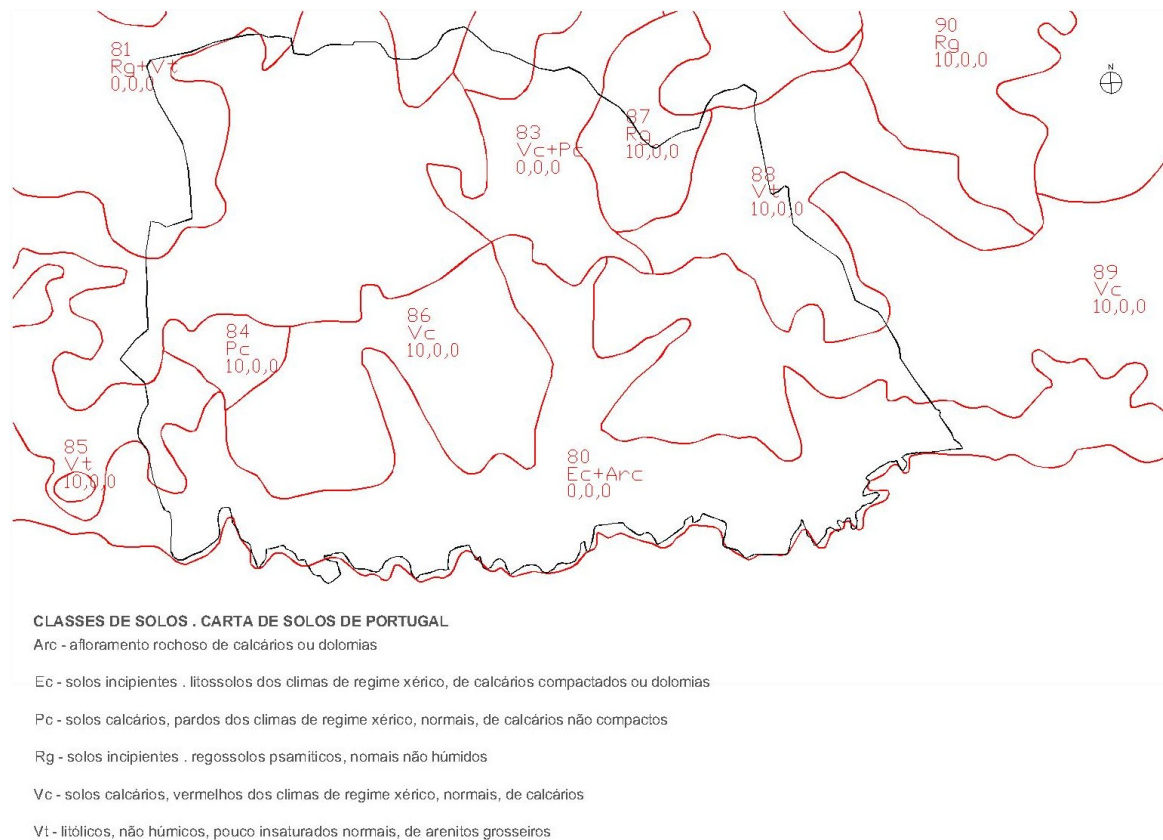 90
Rg
10,0,0
81
Rg+Vt
0,0,0
N
87
Rg
10,0,0
83
Vc+Pc
0,0,0
88
Vt
10,0,0
89
Vc
10,0,0
86
Vc
10,0,0
84
Pc
10,0,0
85
Vt
10,0,0
80
Ec+Arc
0,0,0
CLASSES DE SOLOS . CARTA DE SOLOS DE PORTUGAL
Arc - afloramento rochoso de calcários ou dolomias
Ec - solos incipientes . litossolos dos climas de regime xérico, de calcários compactados ou dolomias
Pc - solos calcários, pardos dos climas de regime xérico, normais, de calcários não compactos
Rg - solos incipientes . regossolos psamíticos, nomais não húmidos
Vc - solos calcários, vermelhos dos climas de regime xérico, normais, de calcários
Vt - litólicos, não húmicos, pouco insaturados normais, de arenitos grosseiros